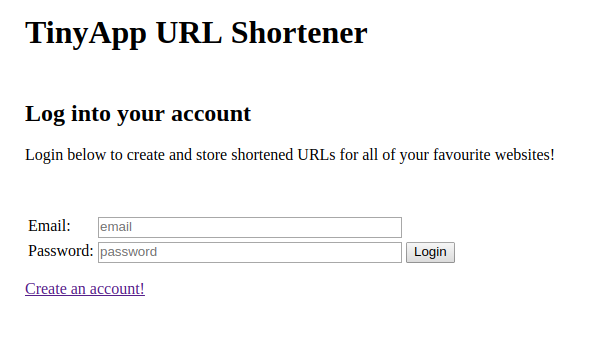 TinyApp URL Shortener
Log into your account
Login below to create and store shortened URLs for all of your favourite websites!
Email: email
Password: password Login
Create an account!